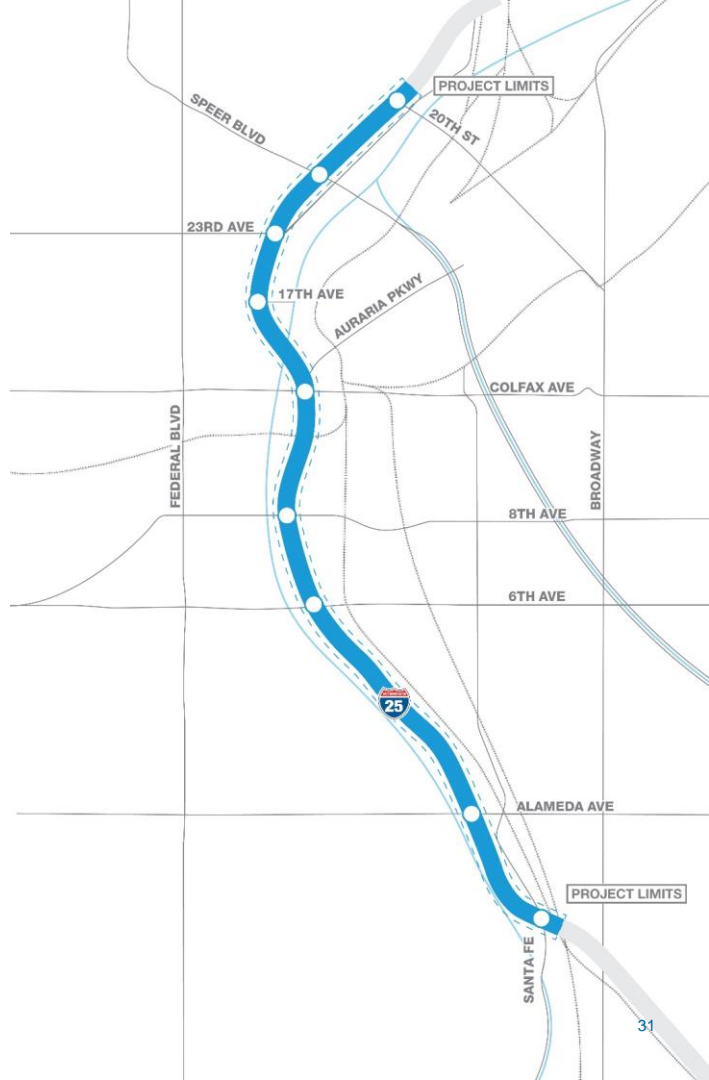 PROJECT LIMITS
SPEER BLVD
20TH ST
23RD AVE
17TH AVE
AURARIA PKWY
COLFAX AVE
FEDERAL BLVD
BROADWAY
8TH AVE
6TH AVE
25
ALAMEDA AVE
PROJECT LIMITS
SANTA FE
31